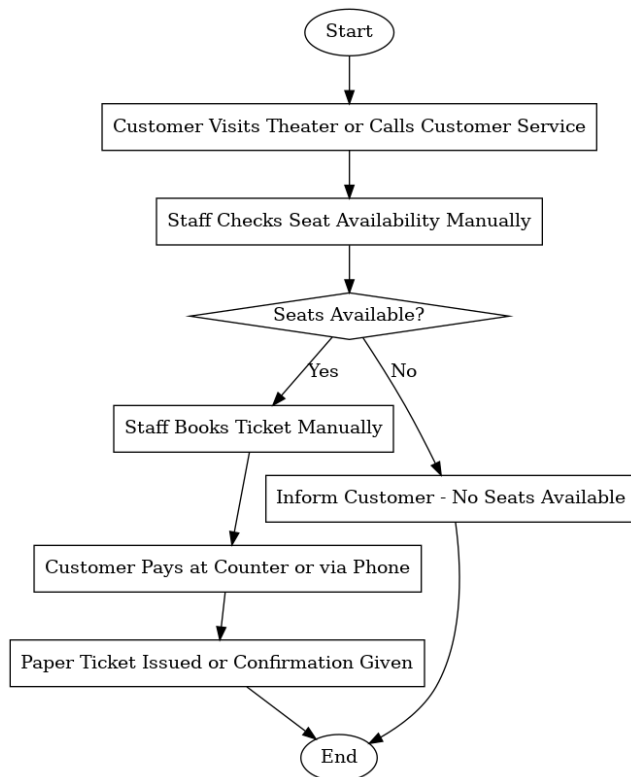 Start
Customer Visits Theater or Calls Customer Service
Staff Checks Seat Availability Manually
Seats Available?
Yes
No
Staff Books Ticket Manually
Inform Customer - No Seats Available
Customer Pays at Counter or via Phone
Paper Ticket Issued or Confirmation Given
End